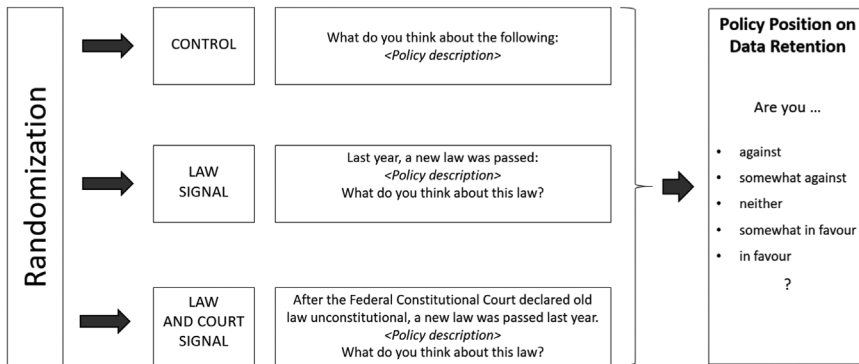 Randomization
CONTROL
What do you think about the following:
<Policy description>
LAW
SIGNAL
Last year, a new law was passed:
<Policy description>
What do you think about this law?
LAW
AND COURT
SIGNAL
After the Federal Constitutional Court declared old
law unconstitutional, a new law was passed last year.
<Policy description>
What do you think about this law?
Policy Position on
Data Retention
Are you ...
• against
• somewhat against
• neither
• somewhat in favour
• in favour
?